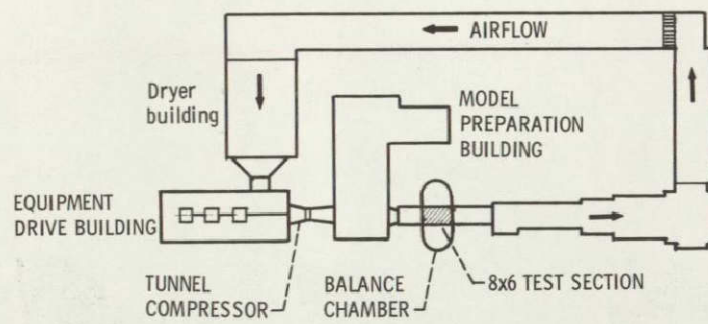 AIRFLOW
Dryer
building
MODEL
PREPARATION
BUILDING
EQUIPMENT
DRIVE BUILDING
TUNNEL
COMPRESSOR
BALANCE
CHAMBER
8x6 TEST SECTION